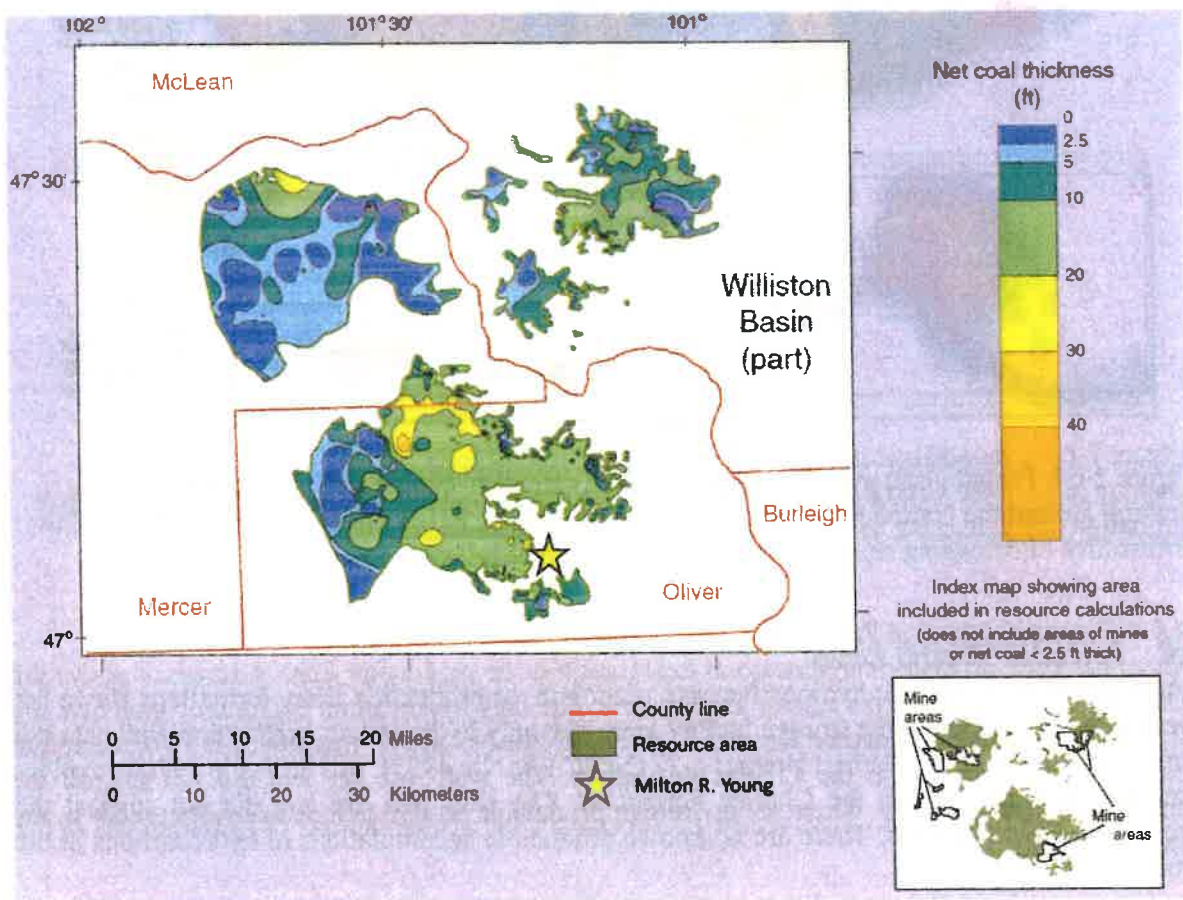 102°
101° 30'
101°
McLean
47° 30'
Williston
Basin
(part)
Burleigh
Mercer
Oliver
47°
Net coal thickness
(ft)
0
2.5
5
10
20
30
40
Index map showing area
included in resource calculations
(does not include areas of mines
or net coal < 2.5 ft thick)
Mine
areas
Mine
areas
0 5 10 15 20 Miles
0 10 20 30 Kilometers
County line
Resource area
Milton R. Young